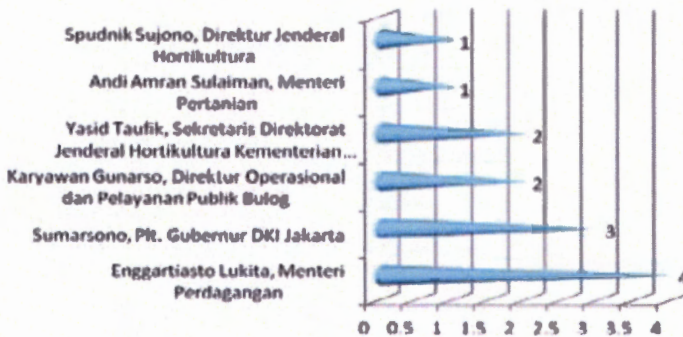 Spudnik Sujono, Direktur Jenderal
Hortikultura
1
Andi Amran Sulaiman, Menteri
Pertanian
1
Yasid Taufik, Sekretaris Direktorat
Jenderal Hortikultura Kementerian ...
2
Karyawan Gunarso, Direktur Operasional
dan Pelayanan Publik Bulog
2
Sumarsono, Plt. Gubernur DKI Jakarta
3
Enggartiasto Lukita, Menteri
Perdagangan
4
0 0.5 1 1.5 2 2.5 3 3.5 4